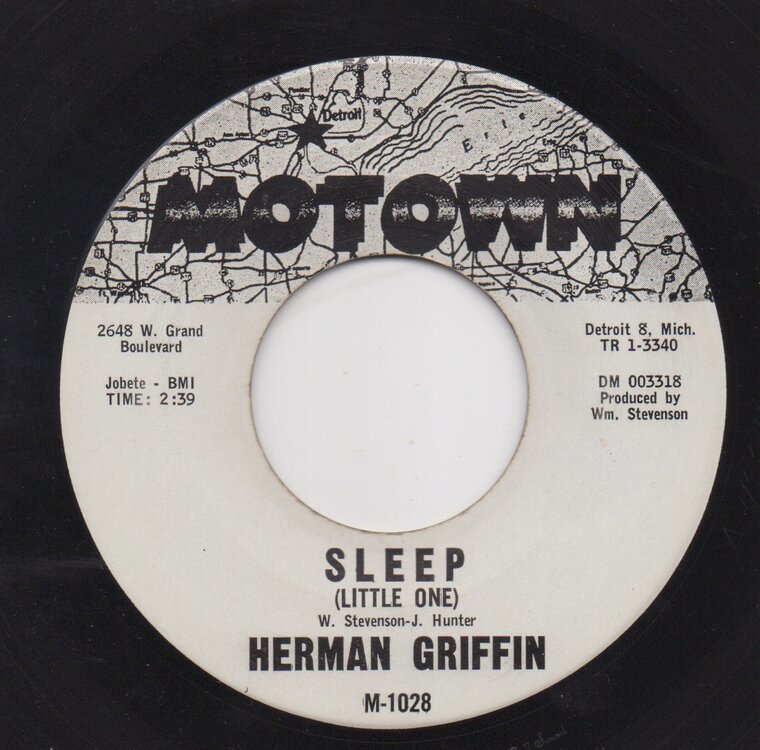 Detroit
Erie
MOTOWN
2648 W. Grand
Boulevard
Jobete - BMI
TIME: 2:39
Detroit 8, Mich.
TR 1-3340
DM 003318
Produced by
Wm. Stevenson
SLEEP
(LITTLE ONE)
W. Stevenson-J. Hunter
HERMAN GRIFFIN
M-1028